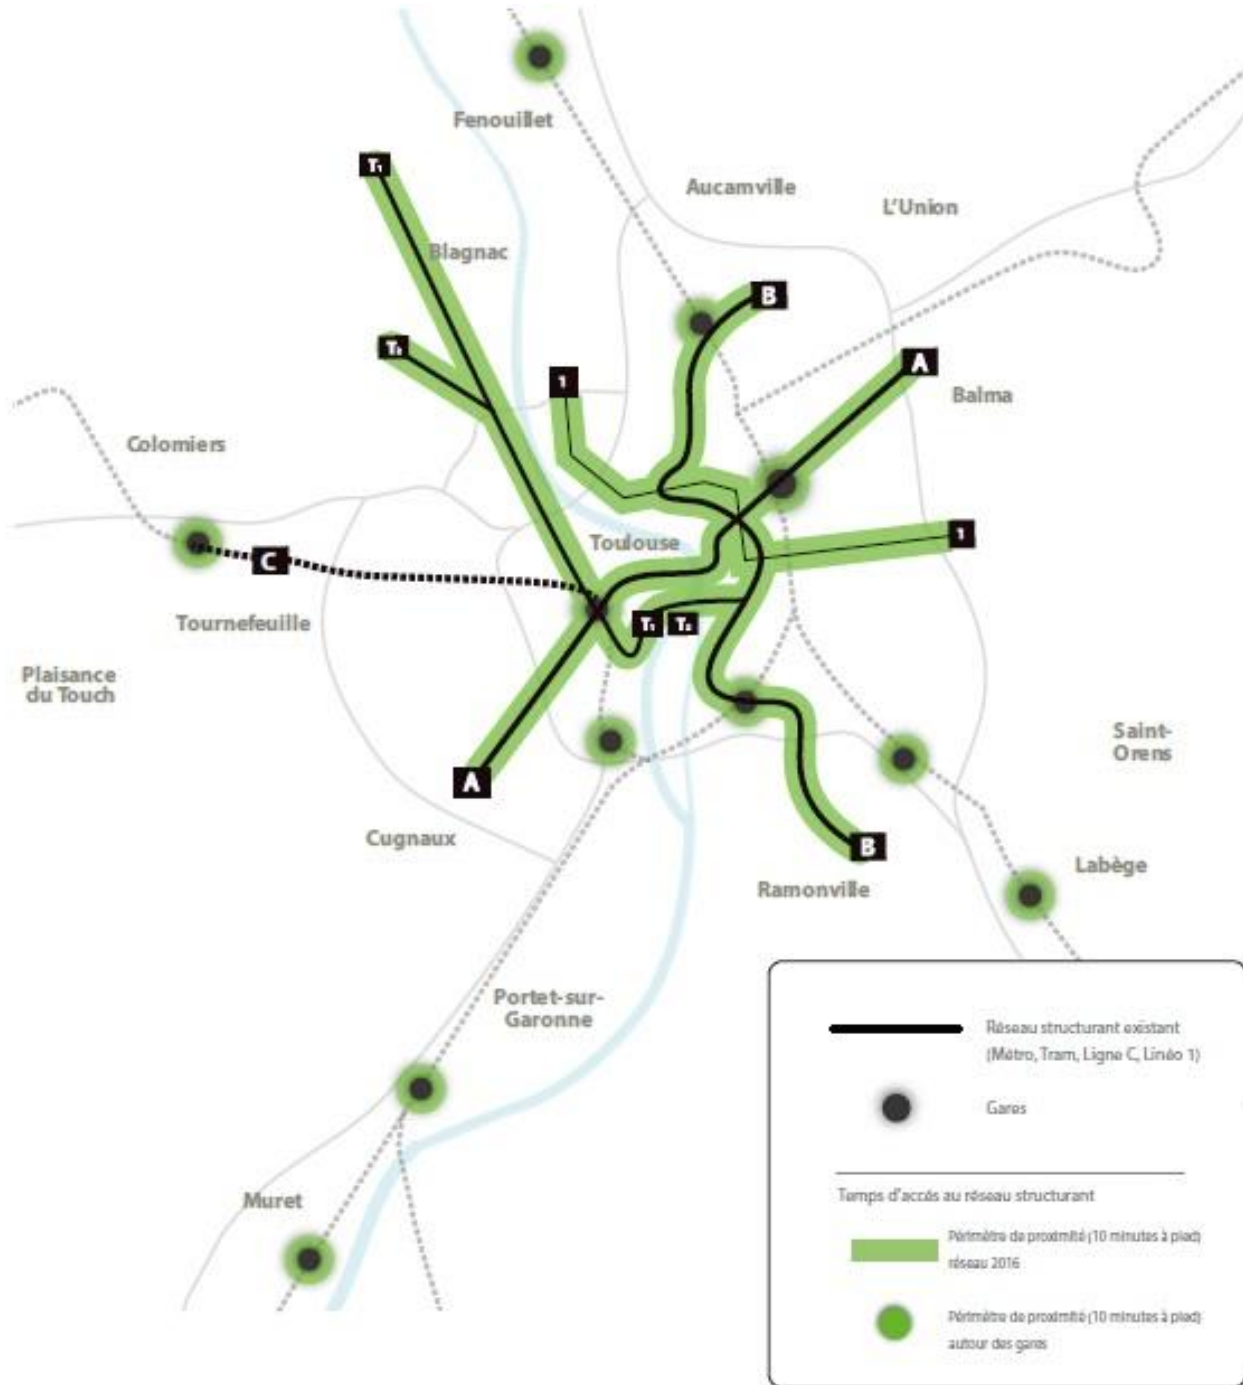 Fenouillet
Aucamville
L'Union
T1
Blagnac
B
T2
1
A
Balma
Colomiers
Toulouse
1
C
Tournefeuille
T1
T2
Plaisance
du Touch
Saint-
Orens
A
Cugnaux
B
Ramonville
Labège
Portet-sur-
Garonne
Muret
Réseau structurant existant
(Métro, Tram, Ligne C, Linéo 1)
Gares
Temps d'accés au réseau structurant
Périmètre de proximité (10 minutes à pied)
réseau 2016
Périmètre de proximité (10 minutes à pied)
autour des gares